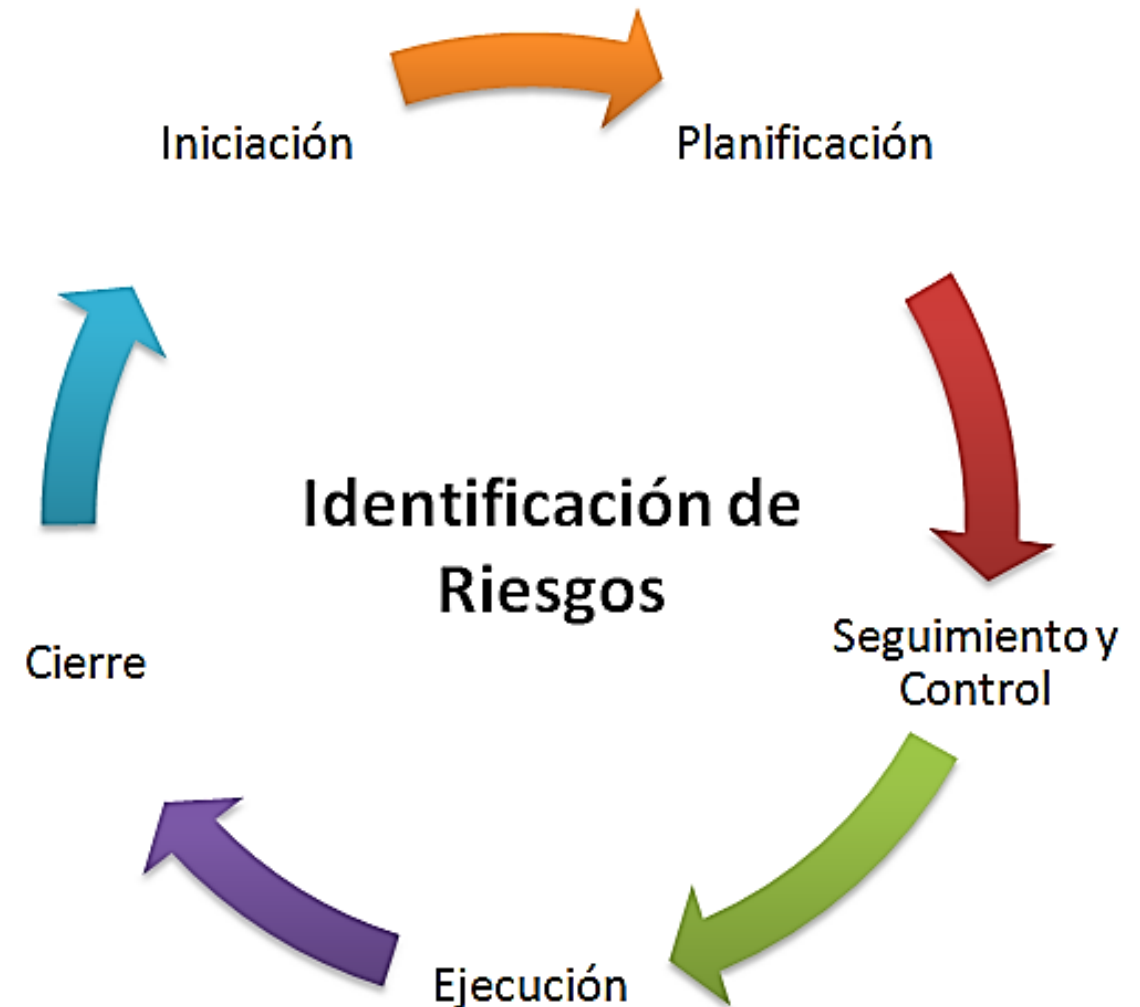 Iniciación
Planificación
Identificación de
Riesgos
Seguimiento y
Control
Cierre
Ejecución